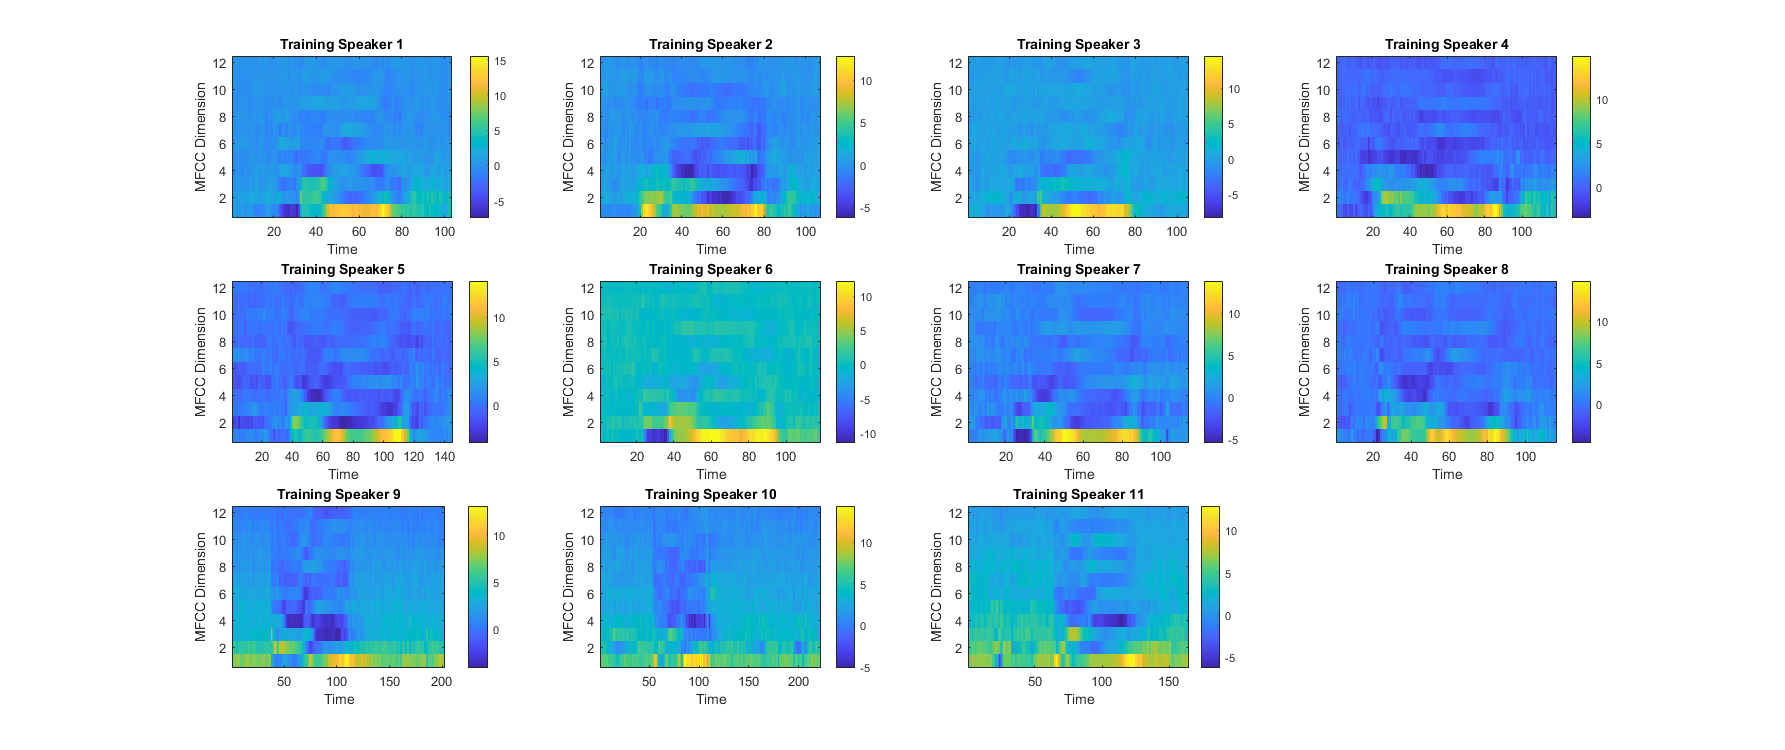 Training Speaker 1
12
10
8
6
4
2
MFCC Dimension
20 40 60 80 100
Time
15
10
5
0
-5
Training Speaker 2
12
10
8
6
4
2
MFCC Dimension
20 40 60 80 100
Time
10
5
0
-5
Training Speaker 3
12
10
8
6
4
2
MFCC Dimension
20 40 60 80 100
Time
10
5
0
-5
Training Speaker 4
12
10
8
6
4
2
MFCC Dimension
20 40 60 80 100
Time
10
5
0
Training Speaker 5
12
10
8
6
4
2
MFCC Dimension
20 40 60 80 100 120 140
Time
10
5
0
Training Speaker 6
12
10
8
6
4
2
MFCC Dimension
20 40 60 80 100
Time
10
5
0
-5
-10
Training Speaker 7
12
10
8
6
4
2
MFCC Dimension
20 40 60 80 100
Time
10
5
0
-5
Training Speaker 8
12
10
8
6
4
2
MFCC Dimension
20 40 60 80 100
Time
10
5
0
Training Speaker 9
12
10
8
6
4
2
MFCC Dimension
50 100 150 200
Time
10
5
0
Training Speaker 10
12
10
8
6
4
2
MFCC Dimension
50 100 150 200
Time
10
5
0
-5
Training Speaker 11
12
10
8
6
4
2
MFCC Dimension
50 100 150
Time
10
5
0
-5